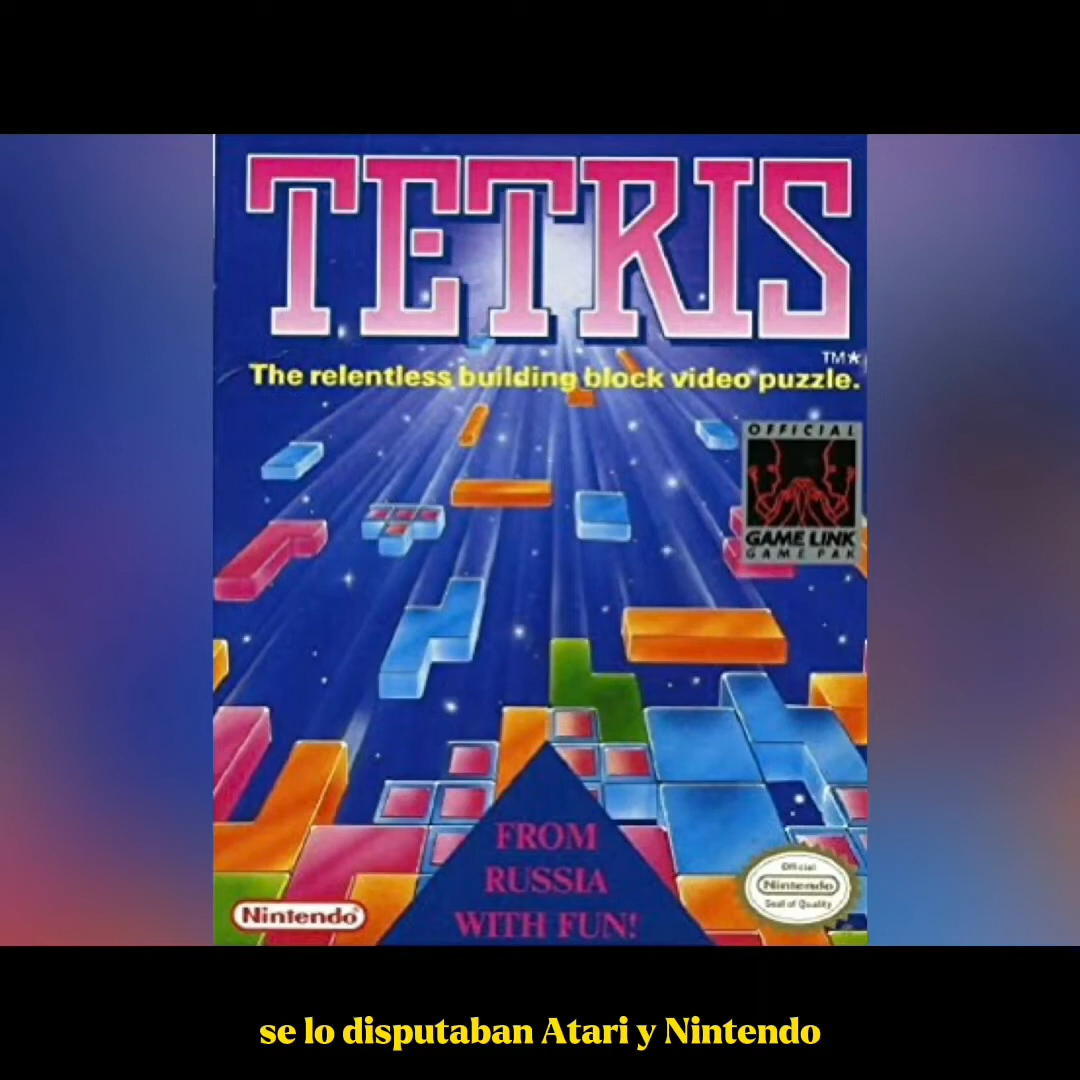 TETRIS
TM*
The relentless building block video puzzle.
OFFICIAL
GAME LINK
GAME PAK
FROM
RUSSIA
WITH FUN!
Official
Nintendo
Seal of Quality
Nintendo
se lo disputaban Atari y Nintendo